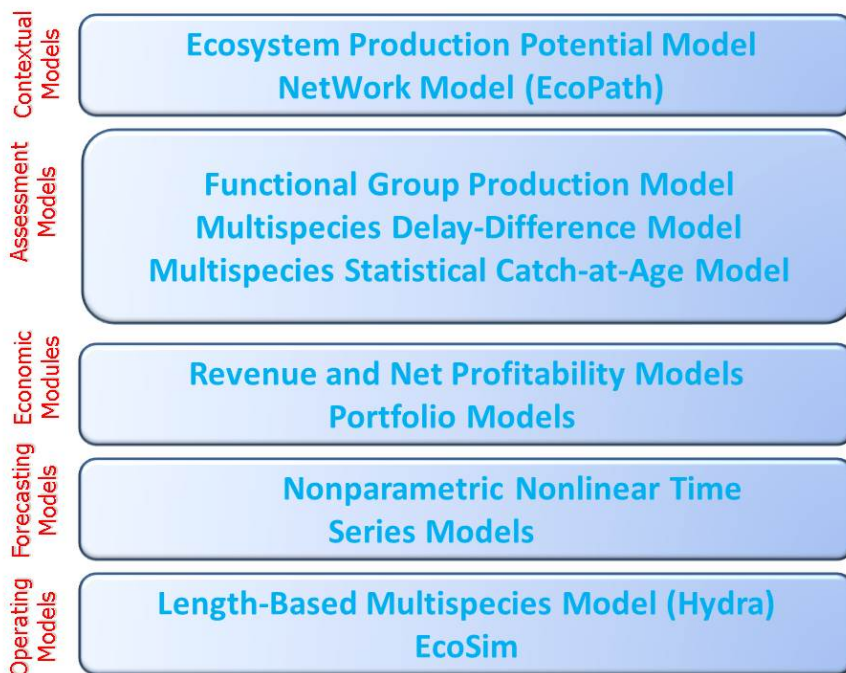 Contextual
Models
Ecosystem Production Potential Model
NetWork Model (EcoPath)
Assessment
Models
Functional Group Production Model
Multispecies Delay-Difference Model
Multispecies Statistical Catch-at-Age Model
Economic
Modules
Revenue and Net Profitability Models
Portfolio Models
Forecasting
Models
Nonparametric Nonlinear Time
Series Models
Operating
Models
Length-Based Multispecies Model (Hydra)
EcoSim